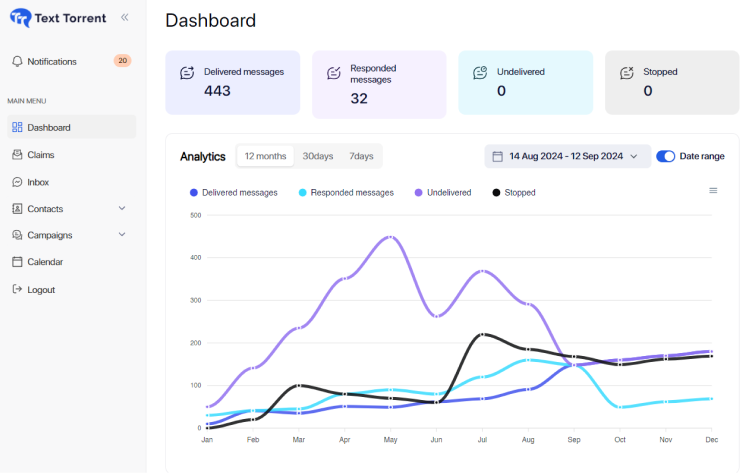 Text Torrent
Notifications 20
MAIN MENU
Dashboard
Claims
Inbox
Contacts
Campaigns
Calendar
Logout
Dashboard
Delivered messages
443
Responded
messages
32
Undelivered
0
Stopped
0
Analytics 12 months 30days 7days 14 Aug 2024 - 12 Sep 2024 Date range
Delivered messages Responded messages Undelivered Stopped
500
400
300
200
100
0
Jan Feb Mar Apr May Jun Jul Aug Sep Oct Nov Dec